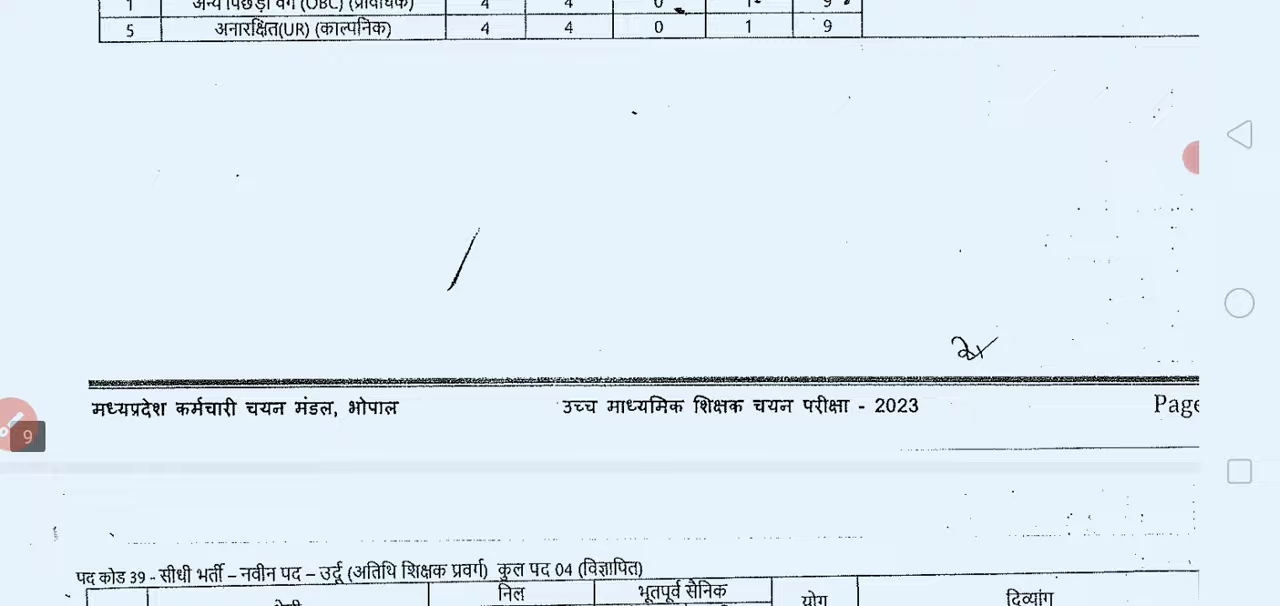 1 अन्य पिछड़ा वर्ग (OBC) (प्रावधिक) 4 4 0 1 9
5 अनारक्षित(UR) (काल्पनिक) 4 4 0 1 9
मध्यप्रदेश कर्मचारी चयन मंडल, भोपाल उच्च माध्यमिक शिक्षक चयन परीक्षा - 2023 Page
9
पद कोड 39 - सीधी भर्ती – नवीन पद – उर्दू (अतिथि शिक्षक प्रवर्ग) कुल पद 04 (विज्ञापित)
निल भूतपूर्व सैनिक योग दिव्यांग